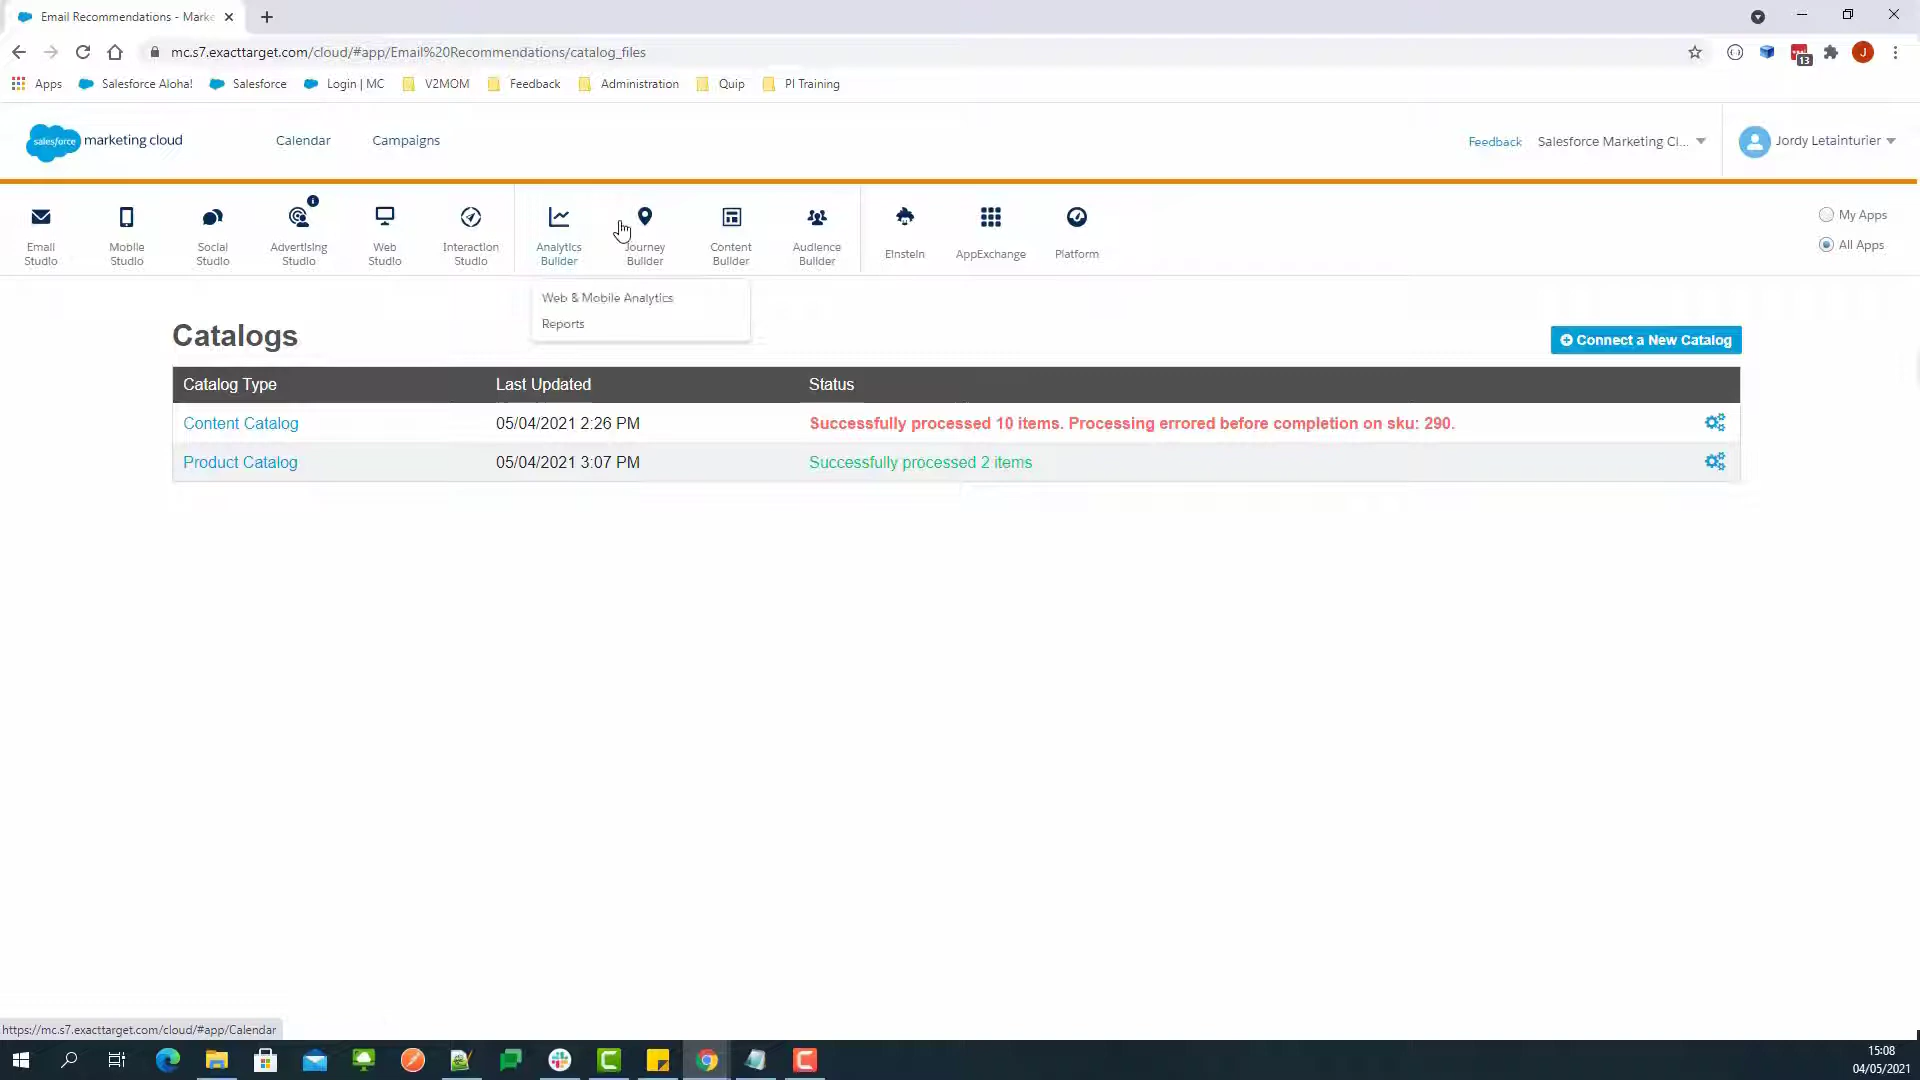 Email Recommendations - Marke
mc.s7.exacttarget.com/cloud/#app/Email%20Recommendations/catalog_files
13
J
Apps
Salesforce Aloha!
Salesforce
Login | MC
V2MOM
Feedback
Administration
Quip
PI Training
salesforce
marketing cloud
Calendar
Campaigns
Feedback
Salesforce Marketing Cl...
Jordy Letainturier
Email
Studio
Mobile
Studio
Social
Studio
Advertising
Studio
Web
Studio
Interaction
Studio
Analytics
Builder
Journey
Builder
Content
Builder
Audience
Builder
Einstein
AppExchange
Platform
My Apps
All Apps
Web & Mobile Analytics
Reports
Catalogs
Connect a New Catalog
Catalog Type Last Updated Status
Content Catalog 05/04/2021 2:26 PM Successfully processed 10 items. Processing errored before completion on sku: 290.
Product Catalog 05/04/2021 3:07 PM Successfully processed 2 items
https://mc.s7.exacttarget.com/cloud/#app/Calendar
15:08
04/05/2021